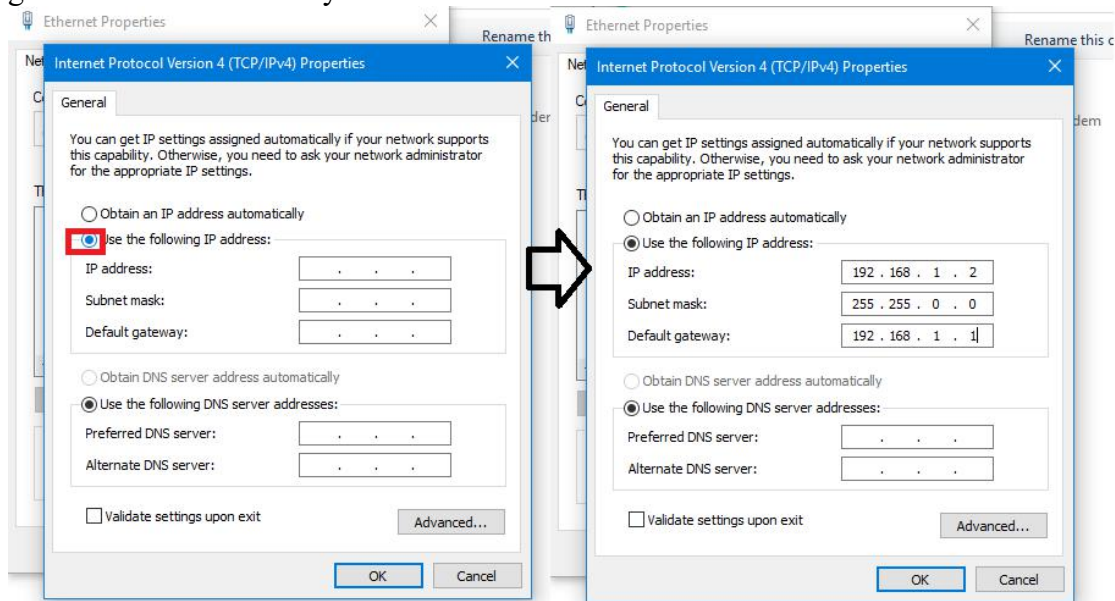 Ethernet Properties
Rename th
Internet Protocol Version 4 (TCP/IPv4) Properties
General
You can get IP settings assigned automatically if your network supports
this capability. Otherwise, you need to ask your network administrator
for the appropriate IP settings.
Obtain an IP address automatically
Use the following IP address:
IP address: . . .
Subnet mask: . . .
Default gateway: . . .
Obtain DNS server address automatically
Use the following DNS server addresses:
Preferred DNS server: . . .
Alternate DNS server: . . .
Validate settings upon exit
Advanced...
OK Cancel
Ethernet Properties
Rename this c
Net
Internet Protocol Version 4 (TCP/IPv4) Properties
General
dem
You can get IP settings assigned automatically if your network supports
this capability. Otherwise, you need to ask your network administrator
for the appropriate IP settings.
Obtain an IP address automatically
Use the following IP address:
IP address: 192 . 168 . 1 . 2
Subnet mask: 255 . 255 . 0 . 0
Default gateway: 192 . 168 . 1 . 1
Obtain DNS server address automatically
Use the following DNS server addresses:
Preferred DNS server: . . .
Alternate DNS server: . . .
Validate settings upon exit
Advanced...
OK Cancel